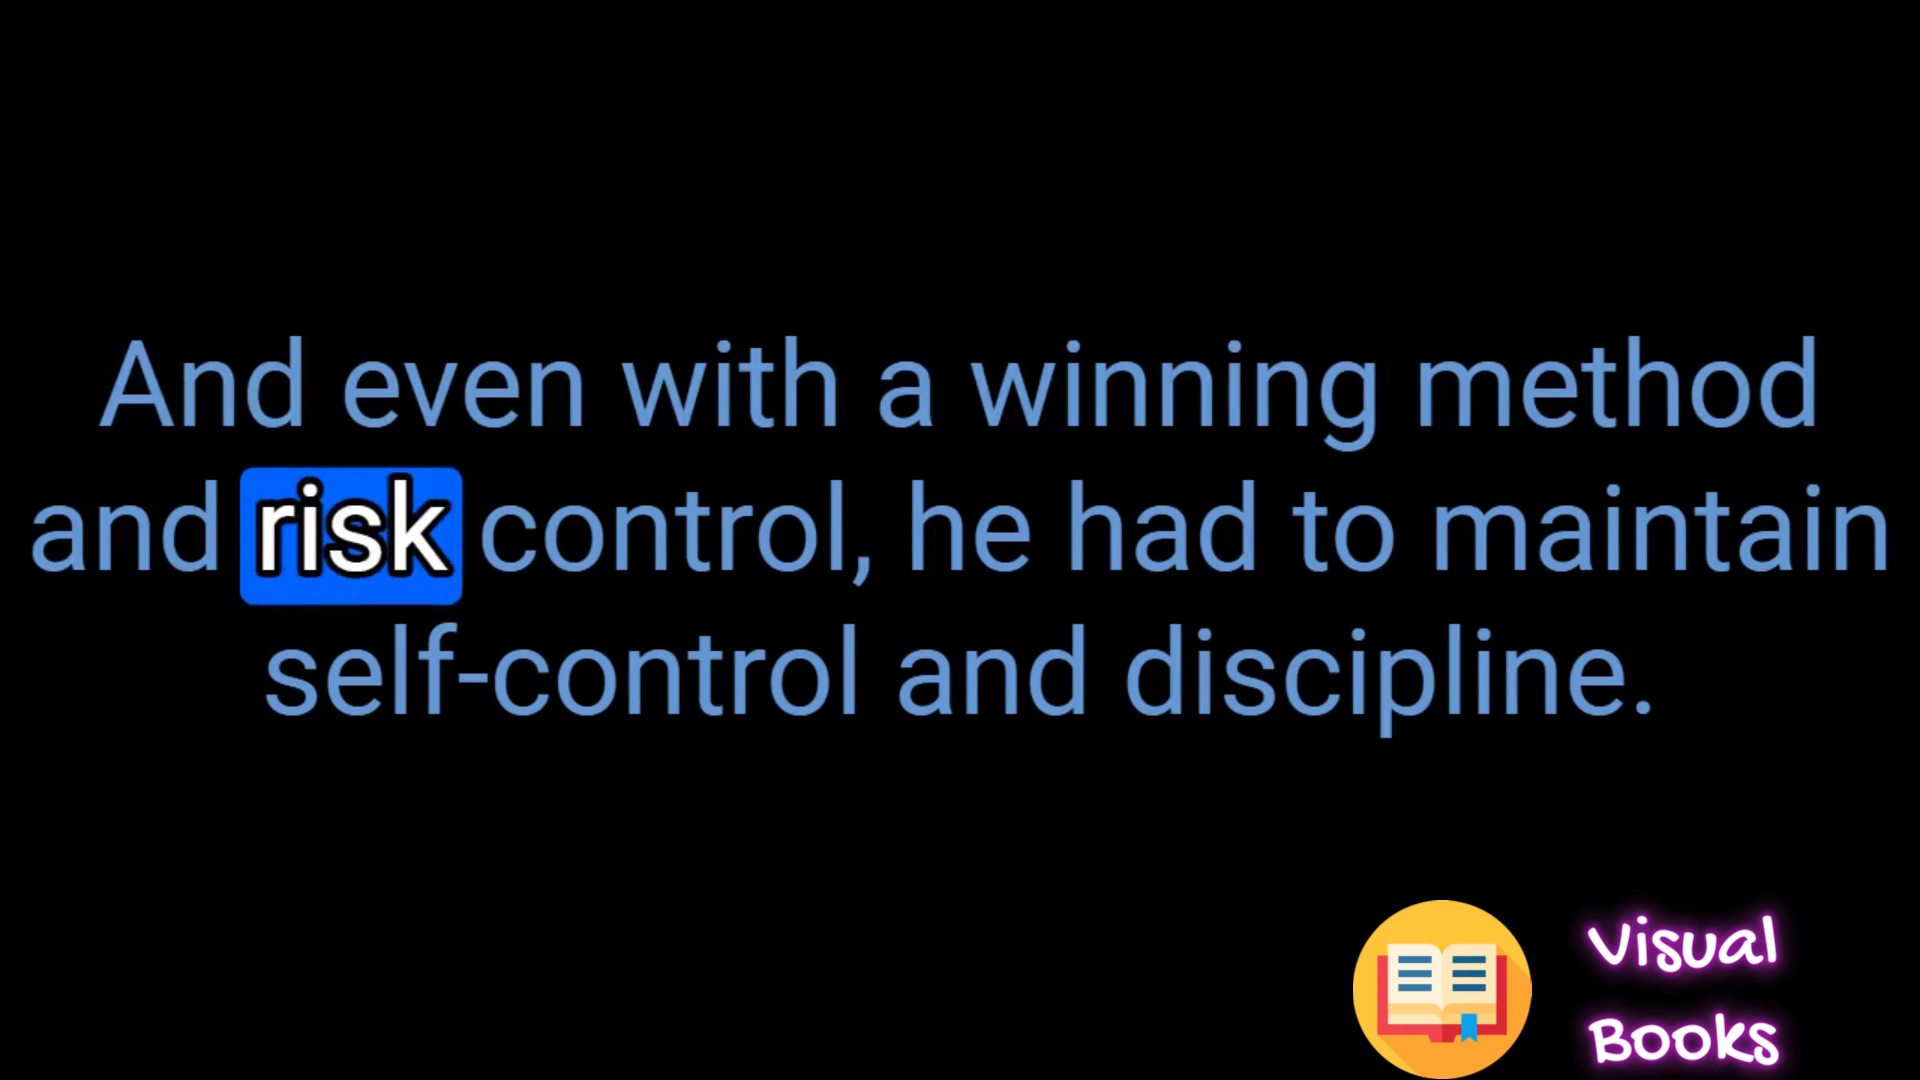 And even with a winning method
and risk control, he had to maintain
self-control and discipline.
Visual
Books